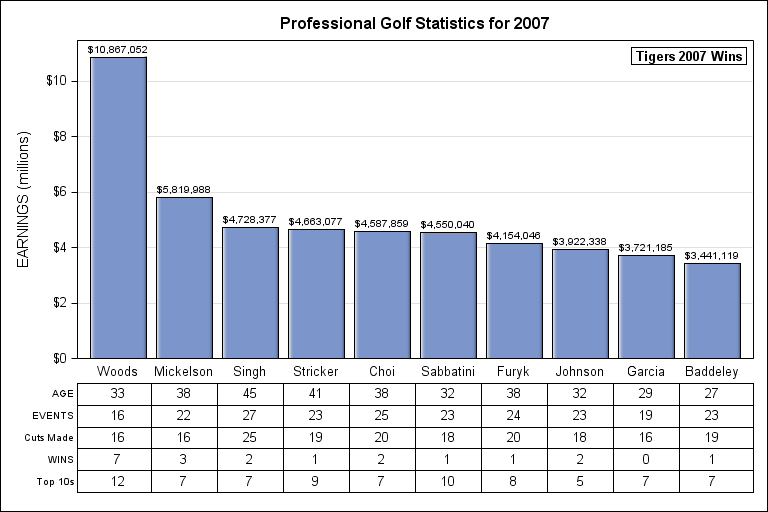 Professional Golf Statistics for 2007
Tigers 2007 Wins
EARNINGS (millions)
$10
$8
$6
$4
$2
$0
$10,867,052
$5,819,988
$4,728,377
$4,663,077
$4,587,859
$4,550,040
$4,154,046
$3,922,338
$3,721,185
$3,441,119
Woods Mickelson Singh Stricker Choi Sabbatini Furyk Johnson Garcia Baddeley
AGE 33 38 45 41 38 32 38 32 29 27
EVENTS 16 22 27 23 25 23 24 23 19 23
Cuts Made 16 16 25 19 20 18 20 18 16 19
WINS 7 3 2 1 2 1 1 2 0 1
Top 10s 12 7 7 9 7 10 8 5 7 7